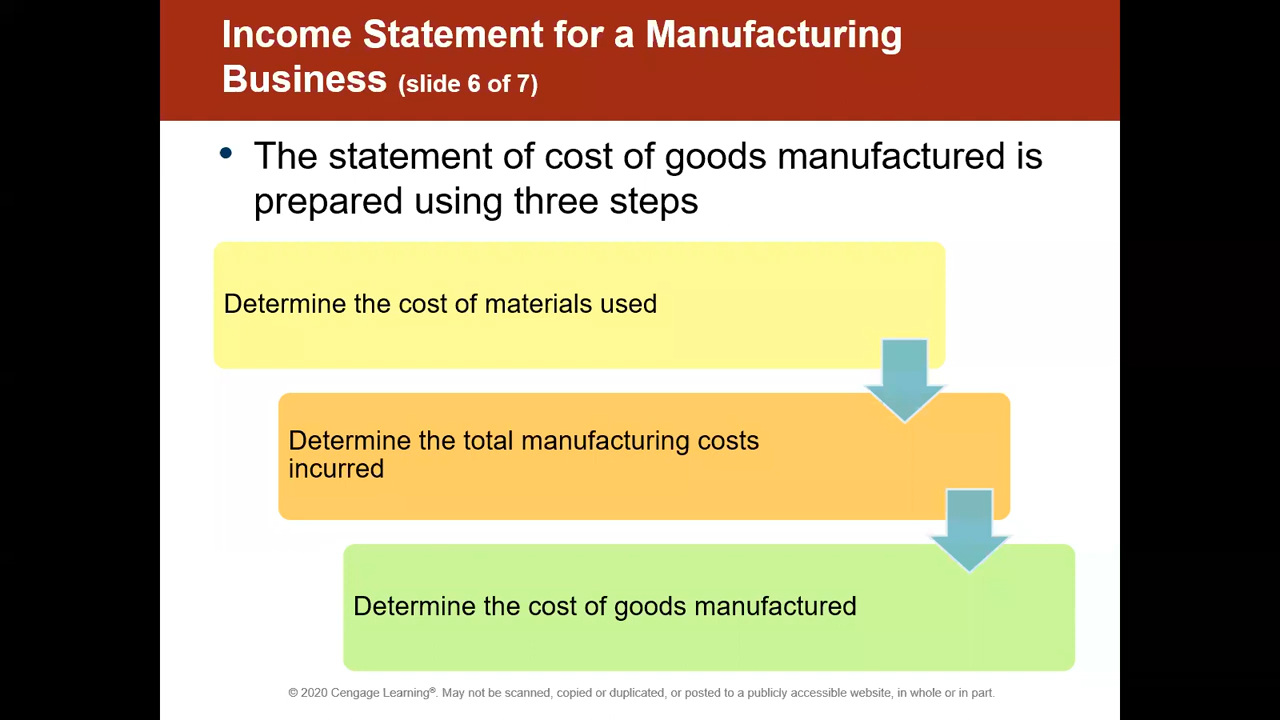 Income Statement for a Manufacturing
Business (slide 6 of 7)
• The statement of cost of goods manufactured is
prepared using three steps
Determine the cost of materials used
Determine the total manufacturing costs
incurred
Determine the cost of goods manufactured
© 2020 Cengage Learning®. May not be scanned, copied or duplicated, or posted to a publicly accessible website, in whole or in part.